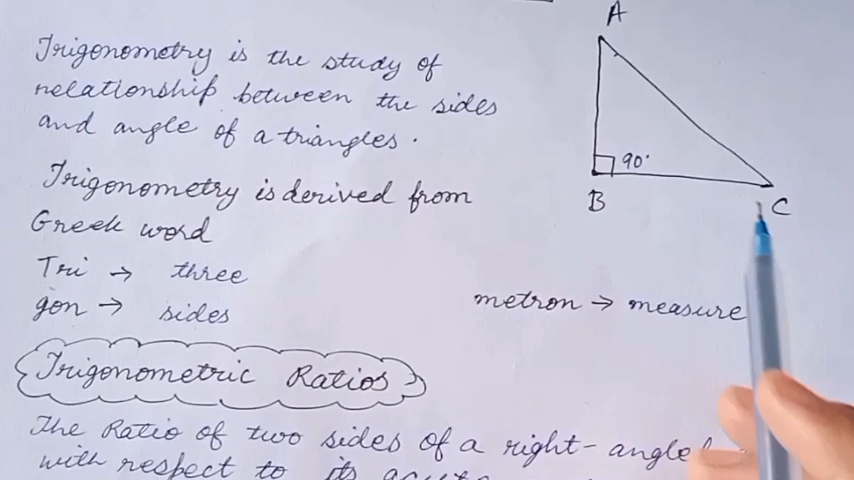 Trigonometry is the study of
relationship between the sides
and angle of a triangles.
Trigonometry is derived from
Greek word
Tri → three
gon → sides
metron → measure
A
90°
B
C
Trigonometric Ratios
The Ratio of two sides of a right-angle
with respect to its